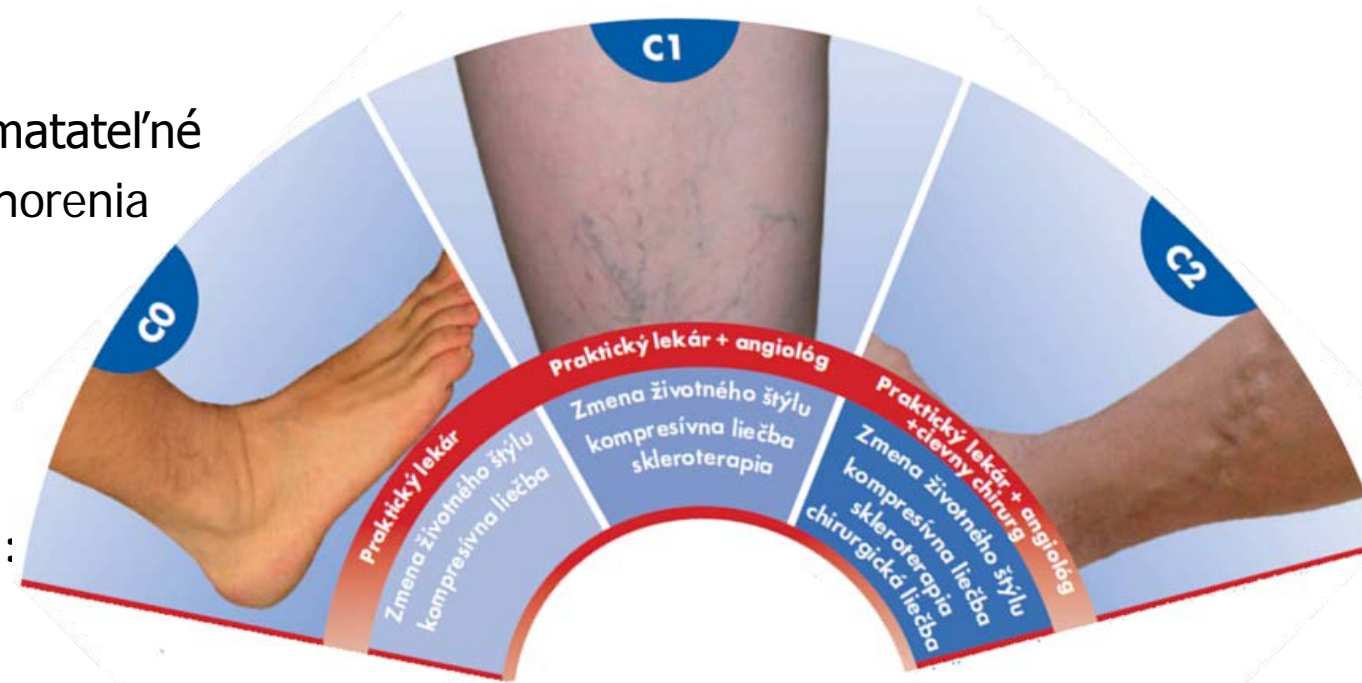 matateľné
horenia
:
C0
Praktický lekár
Zmena životného štýlu
kompresívna liečba
C1
Praktický lekár + angiológ
Zmena životného štýlu
kompresívna liečba
skleroterapia
C2
Praktický lekár + angiológ
+cievny chirurg
Zmena životného štýlu
kompresívna liečba
skleroterapia
chirurgická liečba